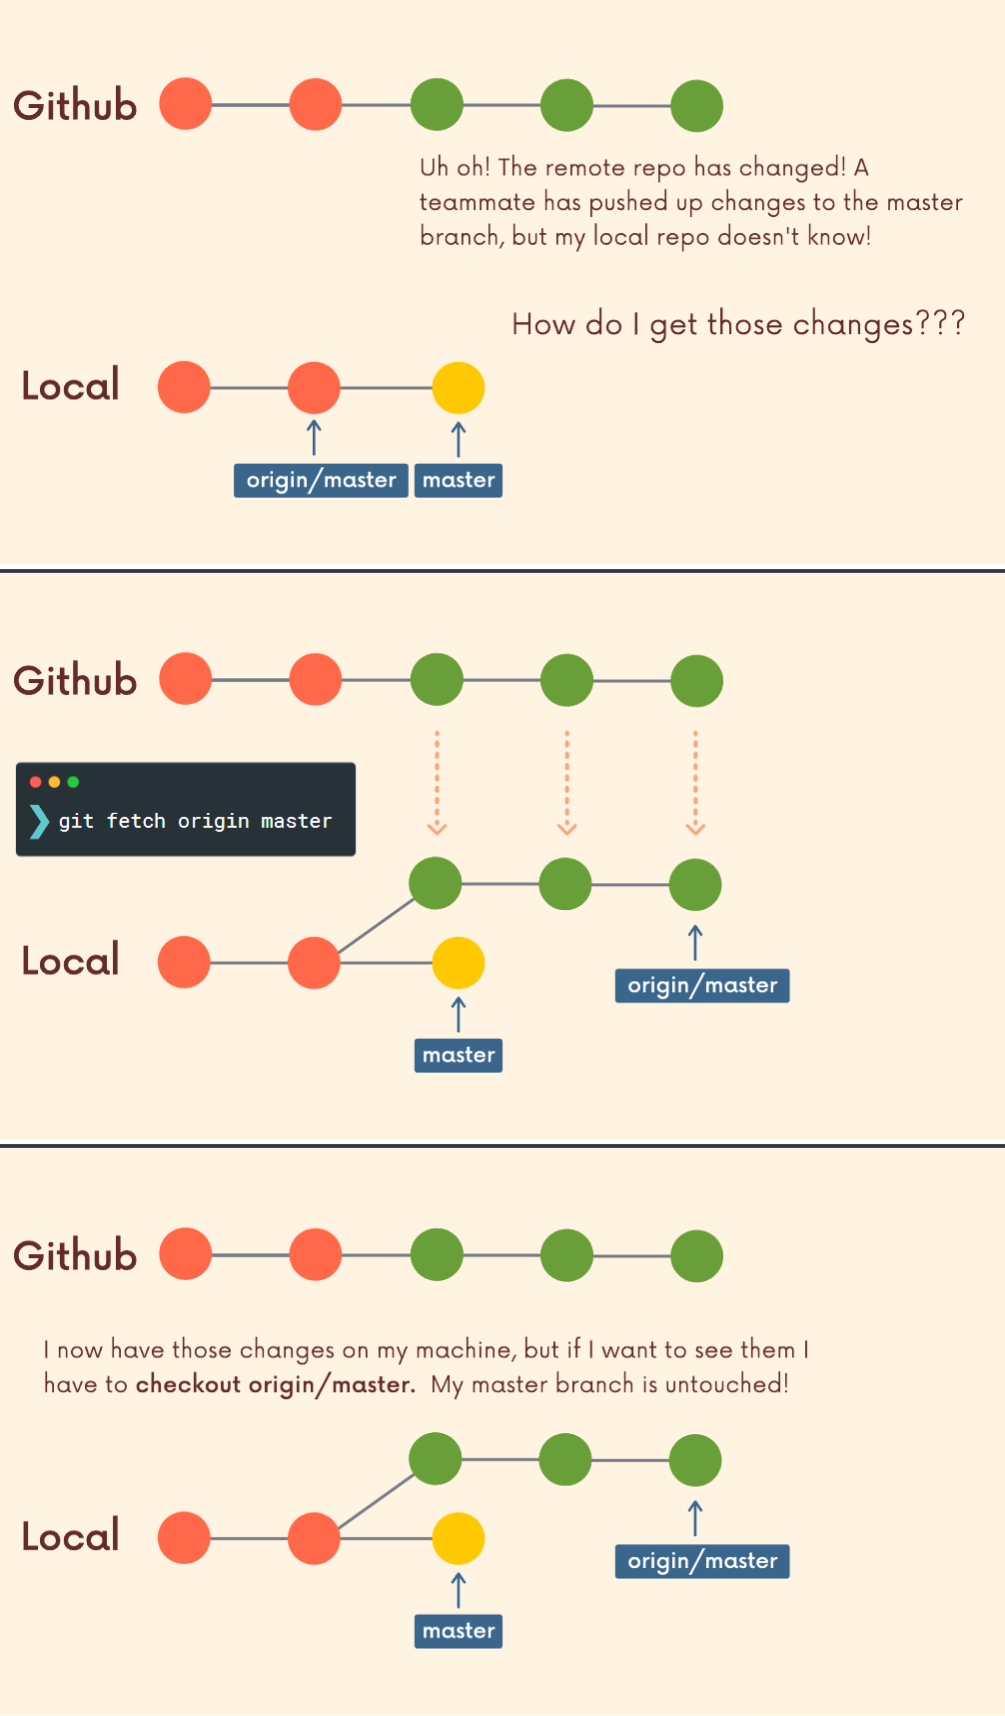 Github
Uh oh! The remote repo has changed! A
teammate has pushed up changes to the master
branch, but my local repo doesn't know!
How do I get those changes???
Local
origin/master
master
Github
❯ git fetch origin master
Local
origin/master
master
Github
I now have those changes on my machine, but if I want to see them I
have to checkout origin/master. My master branch is untouched!
Local
origin/master
master